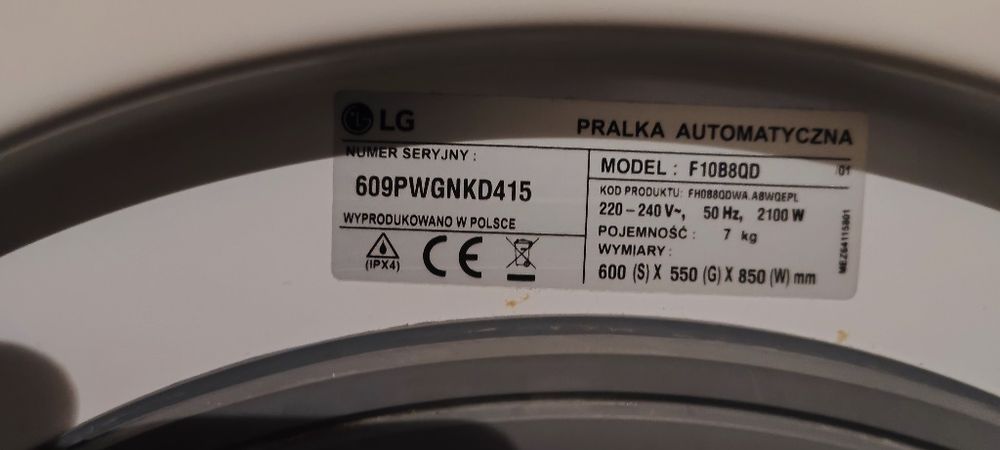 LG
PRALKA AUTOMATYCZNA
NUMER SERYJNY :
609PWGNKD415
WYPRODUKOWANO W POLSCE
(IPX4)
CE
MODEL : F10B8QD
/01
KOD PRODUKTU: FH0B8QDWA.ABWQEPL
220 – 240 V~, 50 Hz, 2100 W
POJEMNOŚĆ : 7 kg
WYMIARY :
600 (S) X 550 (G) X 850 (W) mm
MEZ64115801